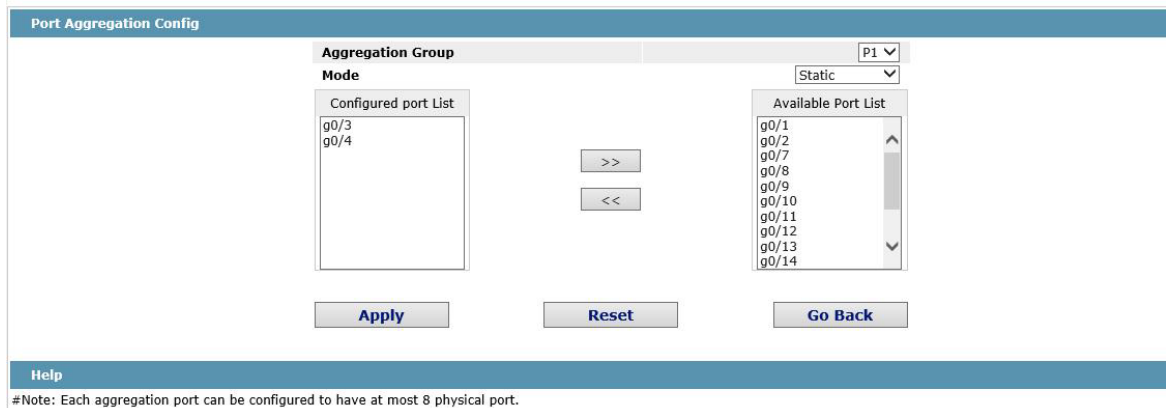 Port Aggregation Config
Aggregation Group P1
Mode Static
Configured port List
g0/3
g0/4
>>
<<
Available Port List
g0/1
g0/2
g0/7
g0/8
g0/9
g0/10
g0/11
g0/12
g0/13
g0/14
Apply Reset Go Back
Help
#Note: Each aggregation port can be configured to have at most 8 physical port.